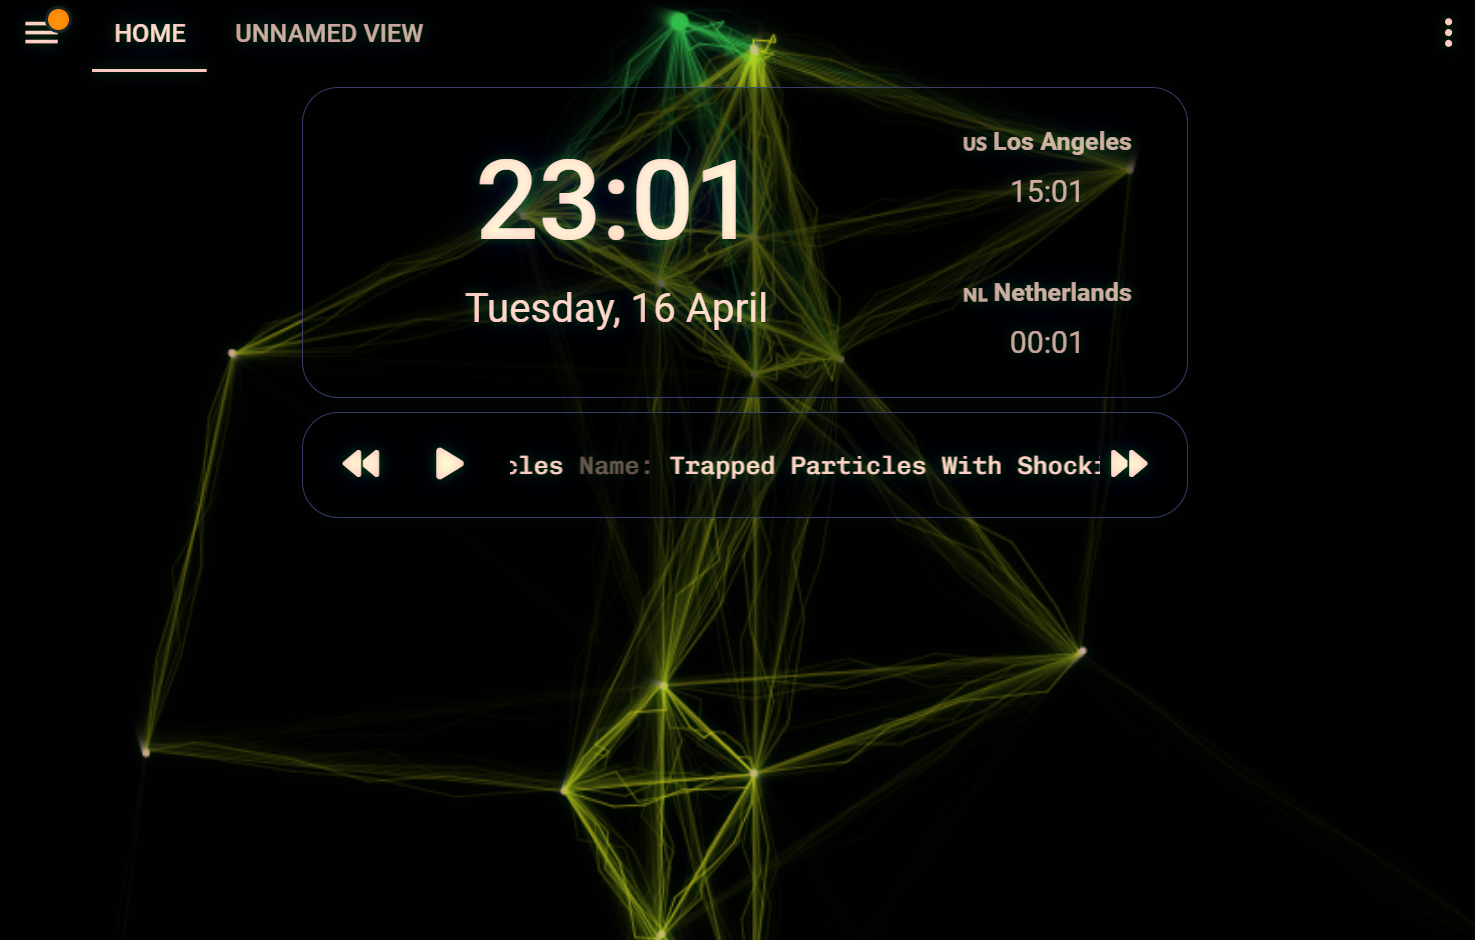 HOME UNNAMED VIEW
23:01
Tuesday, 16 April
US Los Angeles
15:01
NL Netherlands
00:01
cles Name: Trapped Particles With Shocki